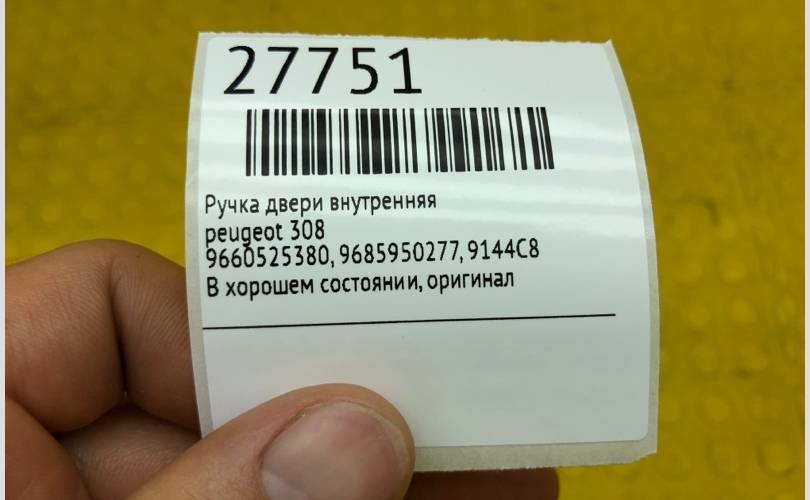 27751
Ручка двери внутренняя
peugeot 308
9660525380, 9685950277, 9144C8
В хорошем состоянии, оригинал